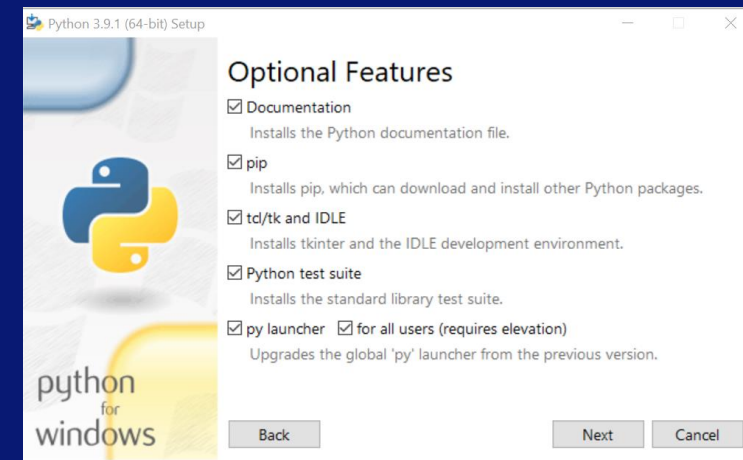 Python 3.9.1 (64-bit) Setup
Optional Features
Documentation
Installs the Python documentation file.
pip
Installs pip, which can download and install other Python packages.
tcl/tk and IDLE
Installs tkinter and the IDLE development environment.
Python test suite
Installs the standard library test suite.
py launcher for all users (requires elevation)
Upgrades the global 'py' launcher from the previous version.
python
for
windows
Back Next Cancel